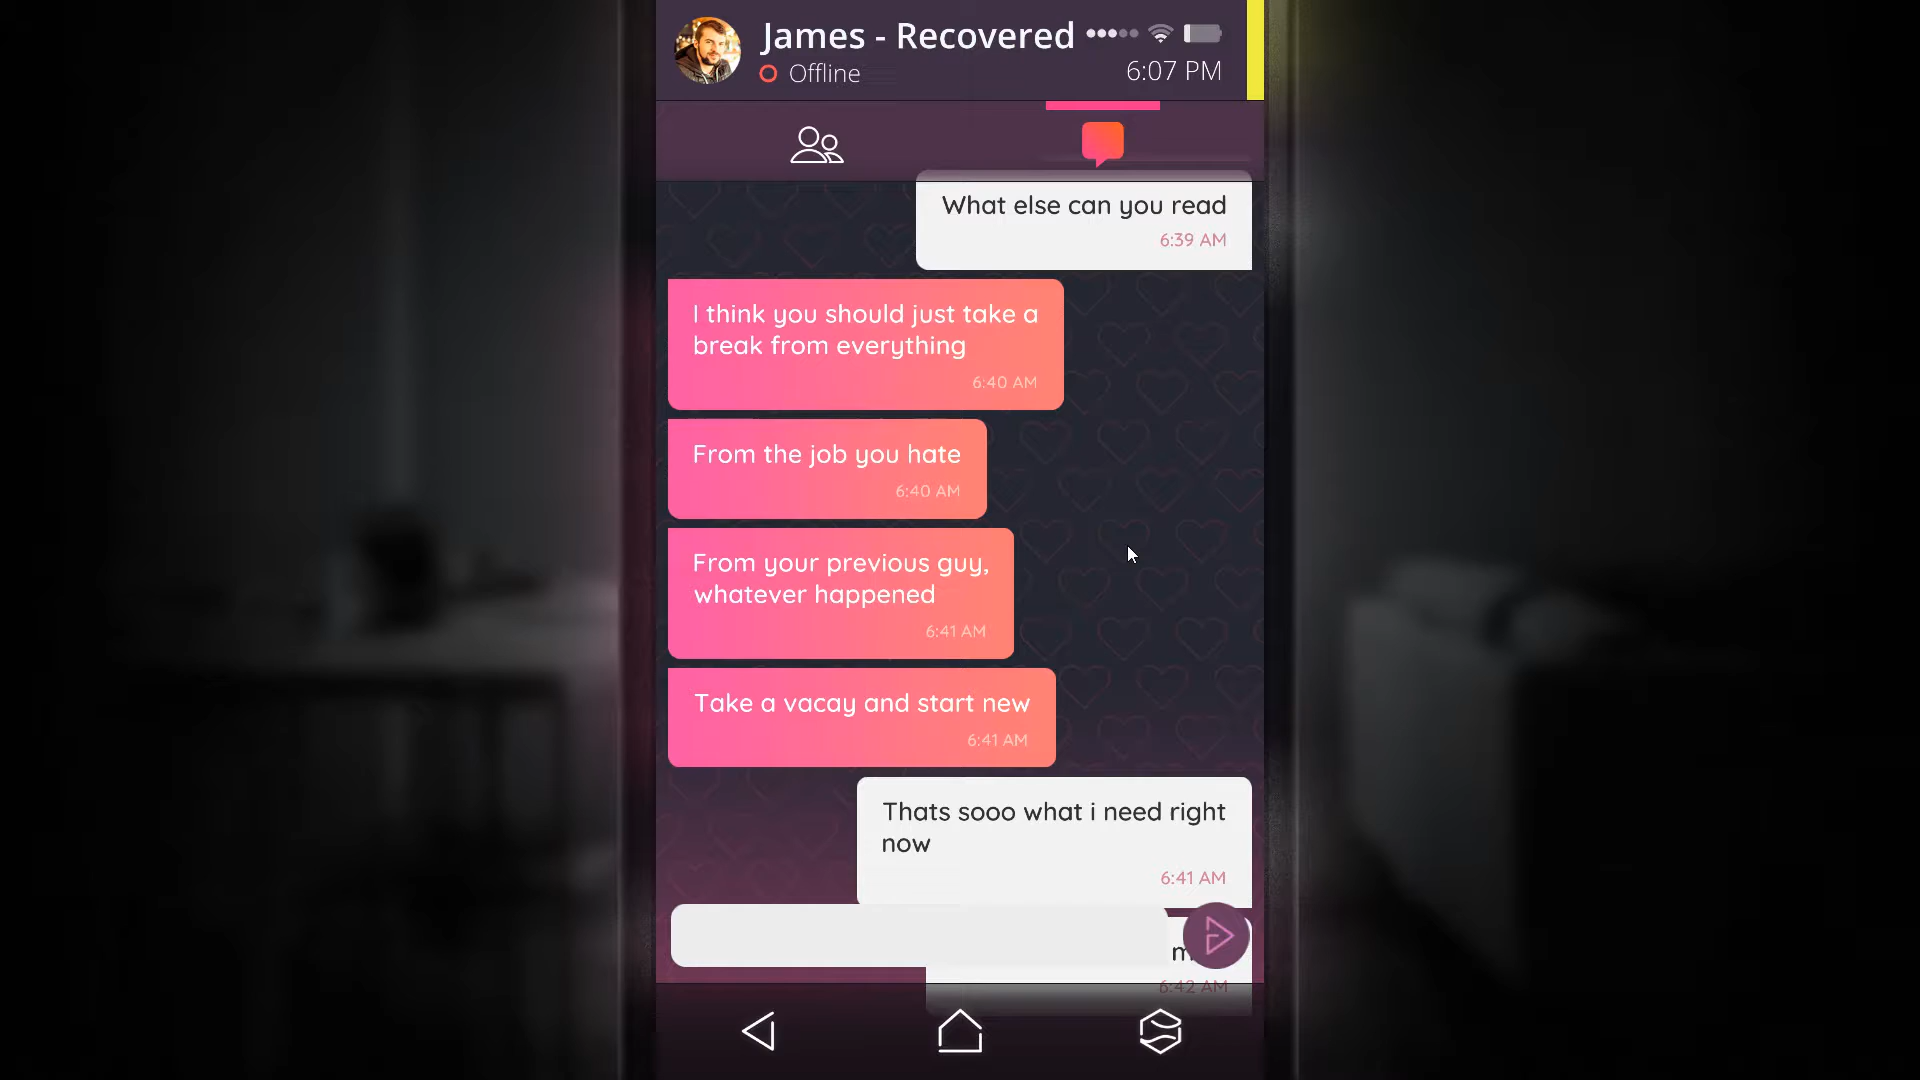 James - Recovered
Offline
6:07 PM
What else can you read
6:39 AM
I think you should just take a
break from everything
6:40 AM
From the job you hate
6:40 AM
From your previous guy,
whatever happened
6:41 AM
Take a vacay and start new
6:41 AM
Thats sooo what i need right
now
6:41 AM
6:42 AM